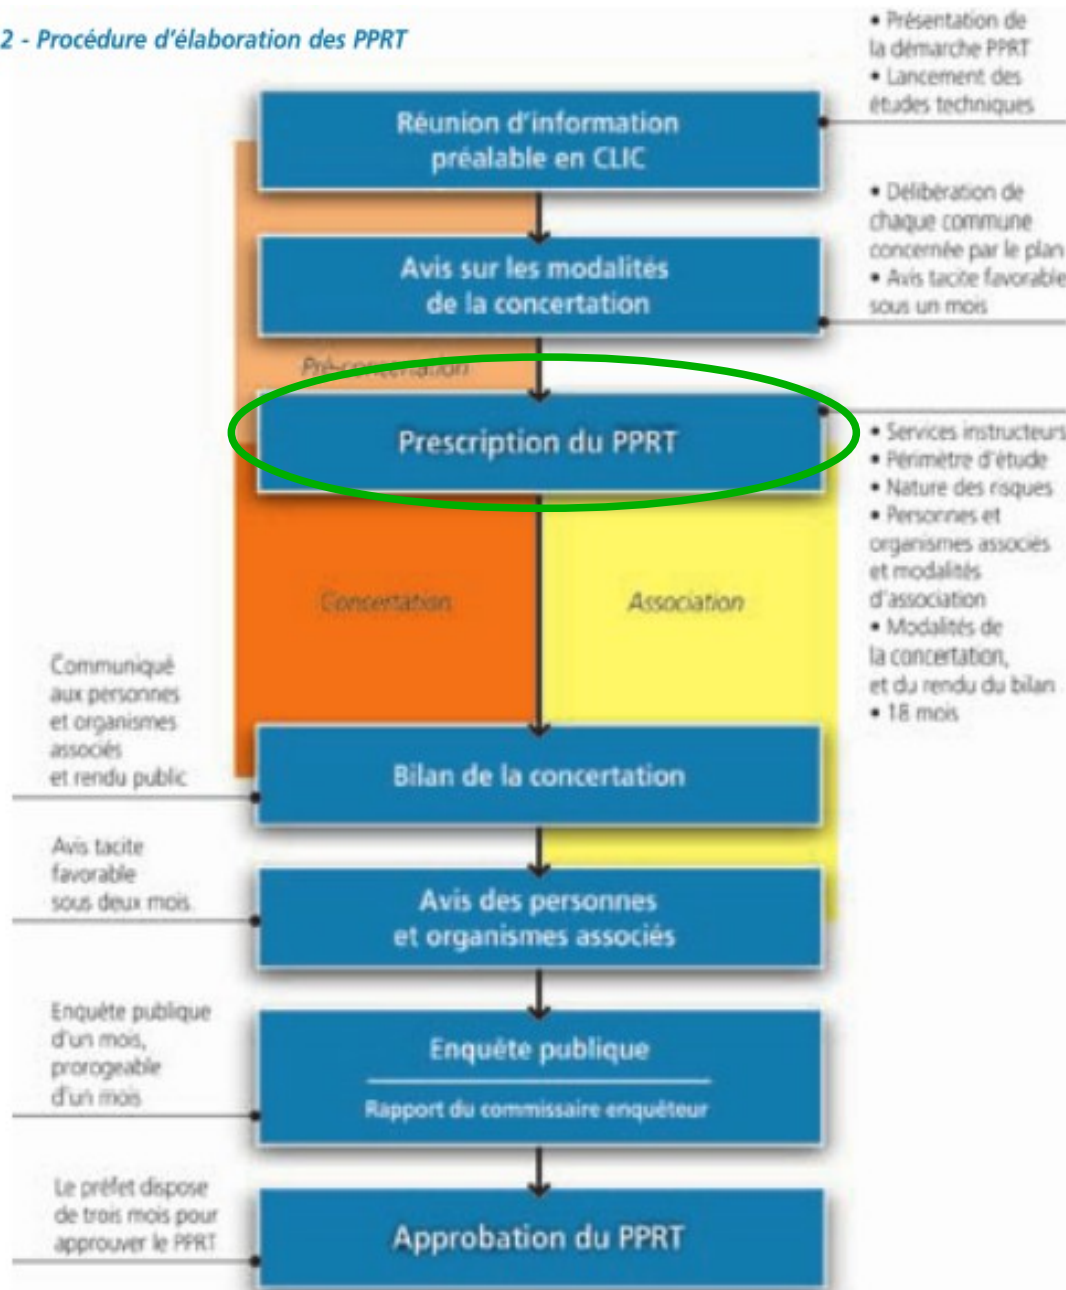 2 - Procédure d'élaboration des PPRT
• Présentation de
la démarche PPRT
• Lancement des
études techniques
Réunion d'information
préalable en CLIC
• Délibération de
chaque commune
concernée par le plan
• Avis tacite favorable
sous un mois
Avis sur les modalités
de la concertation
Pré-concertation
Prescription du PPRT
• Services instructeurs
• Périmètre d'étude
• Nature des risques
• Personnes et
organismes associés
et modalités
d'association
• Modalités de
la concertation,
et du rendu du bilan
• 18 mois
Concertation
Association
Communiqué
aux personnes
et organismes
associés
et rendu public
Bilan de la concertation
Avis tacite
favorable
sous deux mois
Avis des personnes
et organismes associés
Enquête publique
d'un mois,
prorogeable
d'un mois
Enquête publique
Rapport du commissaire enquêteur
Le préfet dispose
de trois mois pour
approuver le PPRT
Approbation du PPRT